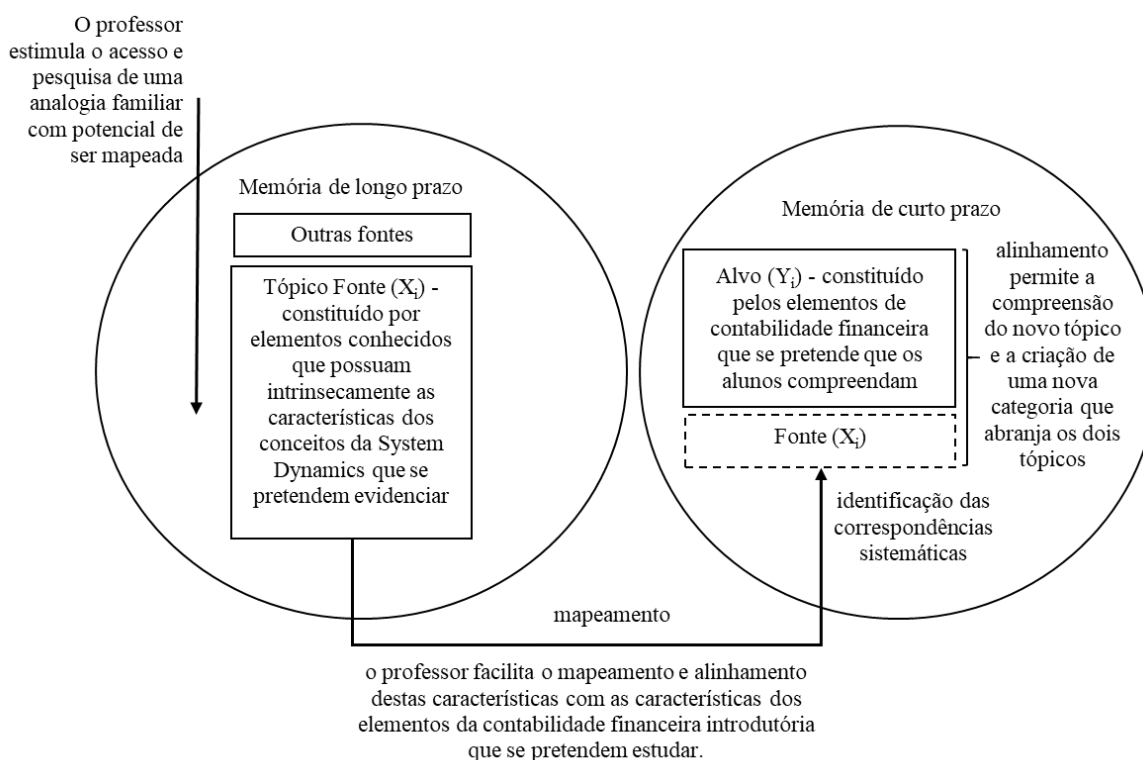 O professor
estimula o acesso e
pesquisa de uma
analogia familiar
com potencial de
ser mapeada
Memória de longo prazo
Outras fontes
Tópico Fonte (Xi) -
constituído por
elementos conhecidos
que possuam
intrinsecamente as
características dos
conceitos da System
Dynamics que se
pretendem evidenciar
Memória de curto prazo
Alvo (Yi) - constituído
pelos elementos de
contabilidade financeira
que se pretende que os
alunos compreendam
Fonte (Xi)
alinhamento
permite a
compreensão
do novo tópico
e a criação de
uma nova
categoria que
abranja os dois
tópicos
identificação das
correspondências
sistemáticas
mapeamento
o professor facilita o mapeamento e alinhamento
destas características com as características dos
elementos da contabilidade financeira introdutória
que se pretendem estudar.